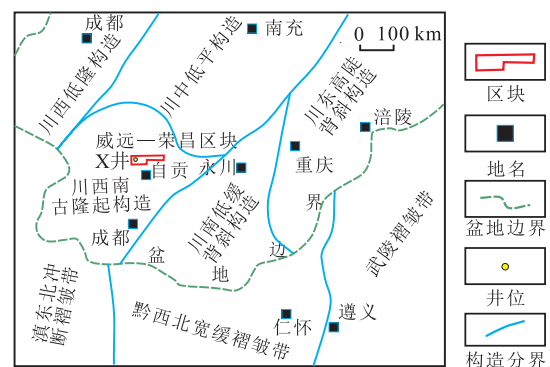 成都
南充
0 100 km
川西低隆构造
川中低平构造
川东高陡
背斜构造
涪陵
威远—荣昌区块
X井
自贡
永川
重庆
川西南
古隆起构造
成都
川南低缓
背斜构造
盆
地
边
界
武陵褶皱带
滇东北冲
断褶皱带
黔西北宽缓褶皱带
仁怀
遵义
区块
地名
盆地边界
井位
构造分界